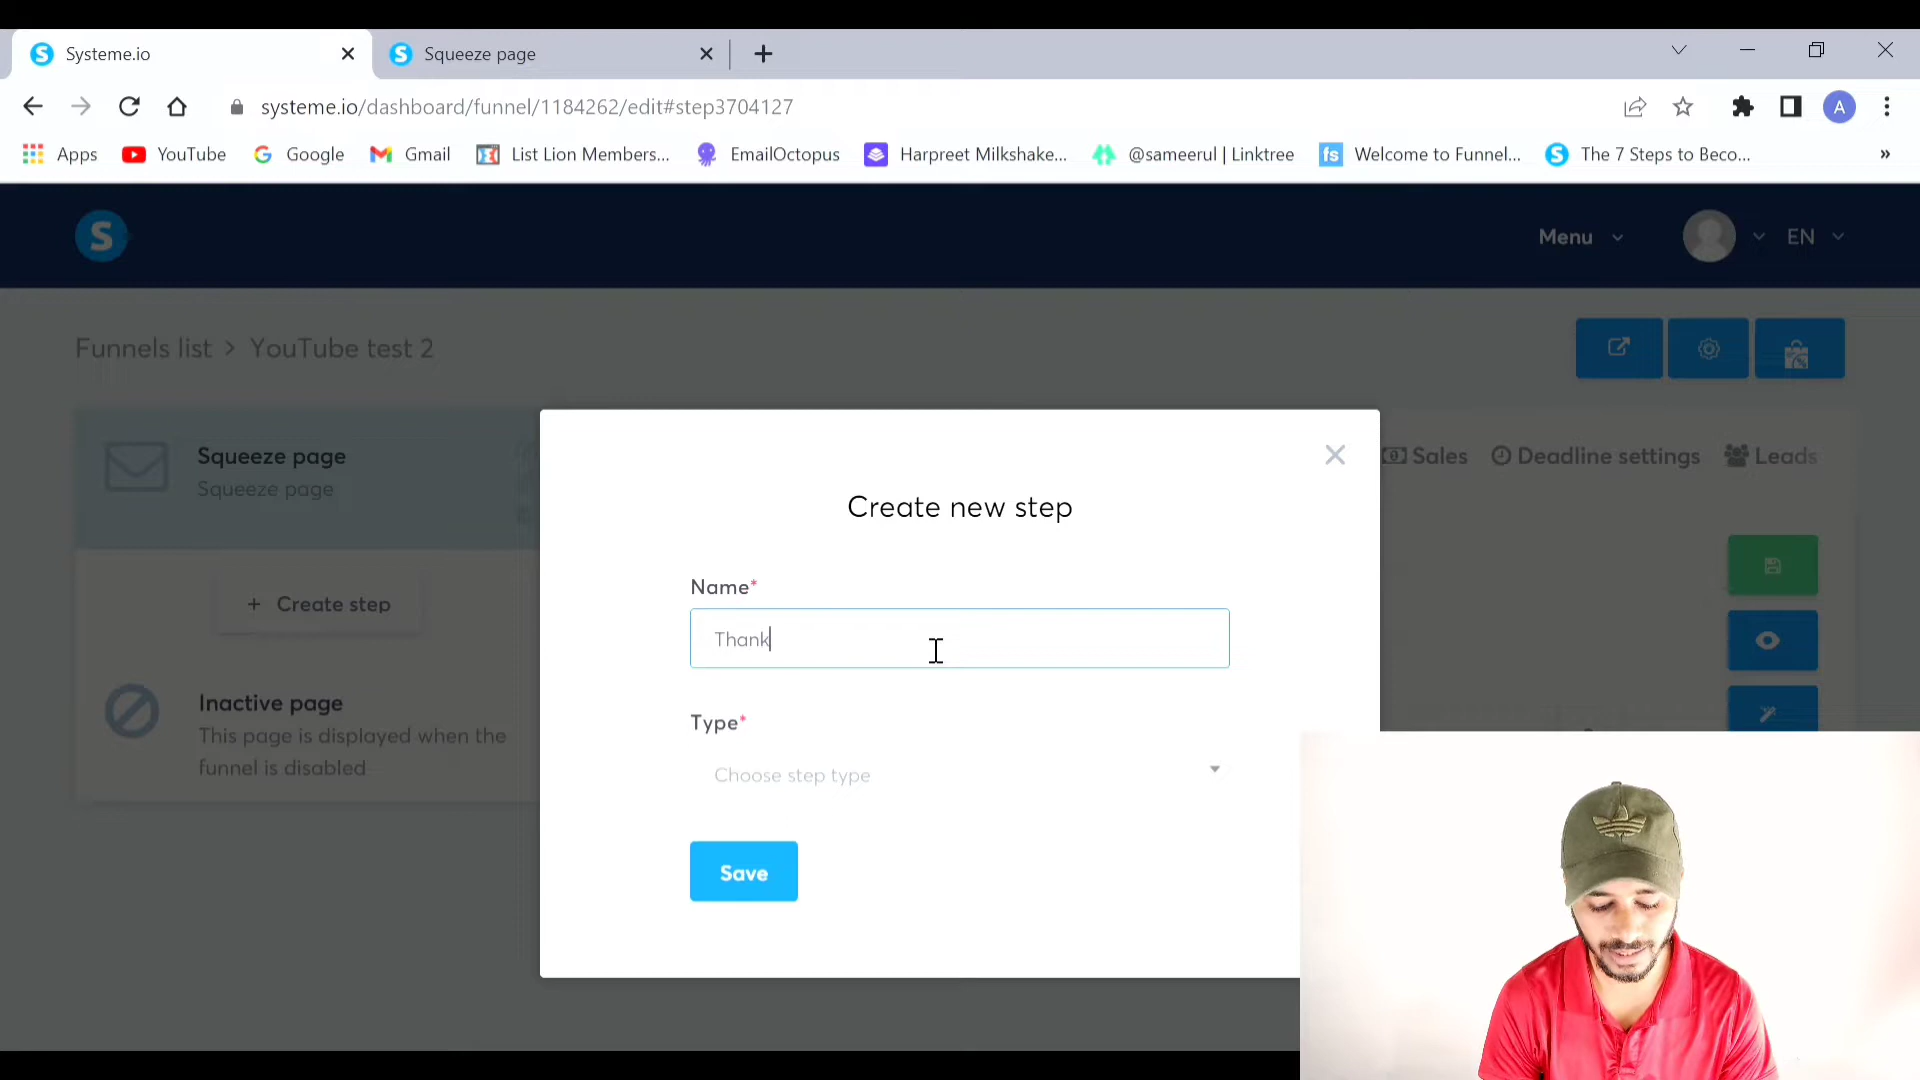 Systeme.io
Squeeze page
systeme.io/dashboard/funnel/1184262/edit#step3704127
A
Apps
YouTube
Google
Gmail
List Lion Members...
EmailOctopus
Harpreet Milkshake...
@sameerul | Linktree
fs Welcome to Funnel...
S The 7 Steps to Beco...
»
S
Menu
EN
Funnels list > YouTube test 2
Squeeze page
Squeeze page
Sales
Deadline settings
Leads
Create new step
Name*
Thank
+ Create step
Type*
Choose step type
Inactive page
This page is displayed when the
funnel is disabled
Save